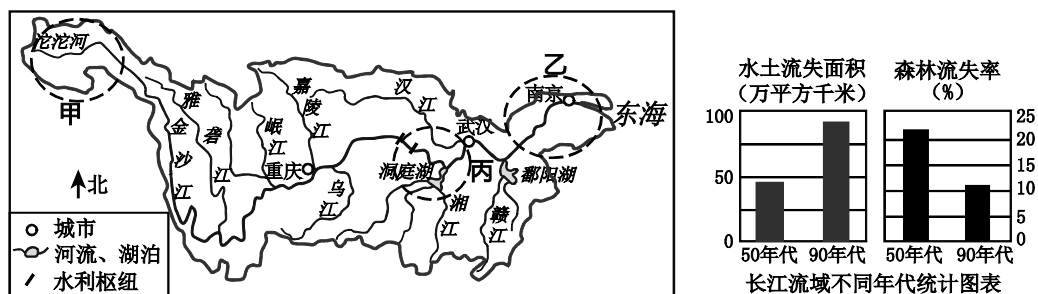 沱沱河
甲
雅砻江
金沙江
岷江
嘉陵江
重庆
乌江
汉江
武汉
洞庭湖
丙
湘江
赣江
鄱阳湖
乙
南京
东海
北
城市
河流、湖泊
水利枢纽
水土流失面积
（万平方千米）
100
50
0
50年代 90年代
森林流失率
（%）
25
20
15
10
5
0
50年代 90年代
长江流域不同年代统计图表